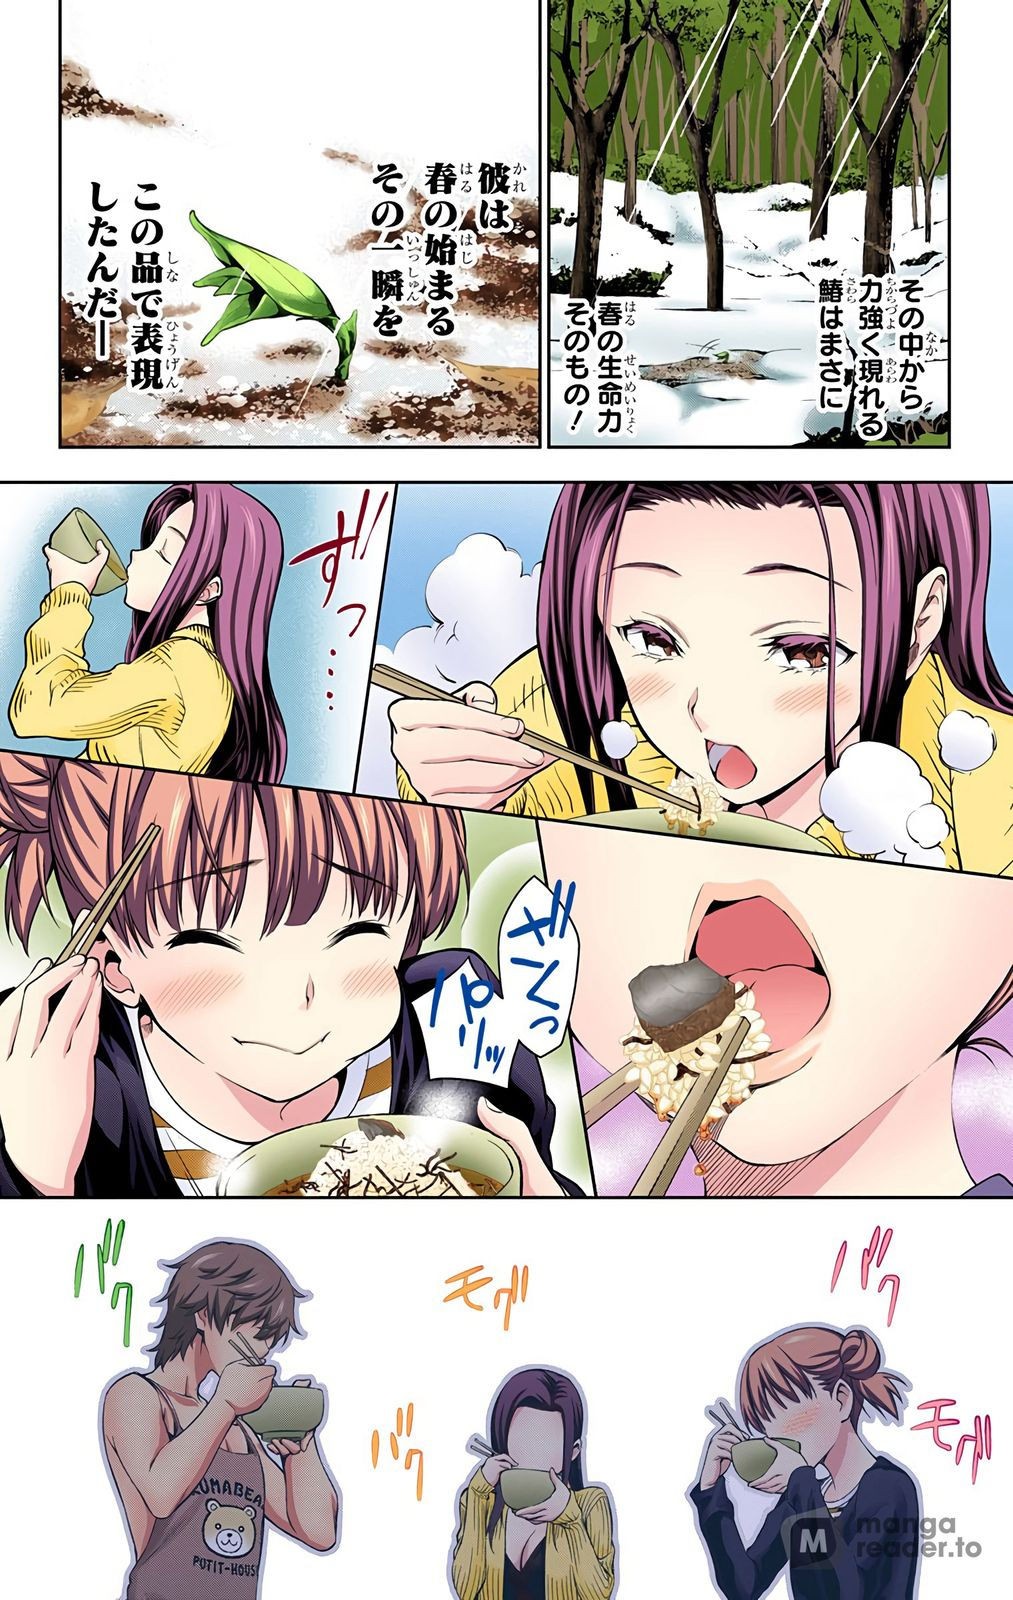 その中から
力強く現れる
鰆はまさに
春の生命力
そのもの！
彼は
春の始まる
その一瞬を
この品で表現
したんだ―
ずずっ……
ざくっ
パリッ
バク
モグ
バク
バク
モグ
KUMABEAR
PUTIT-HOUSE
manga
reader.to